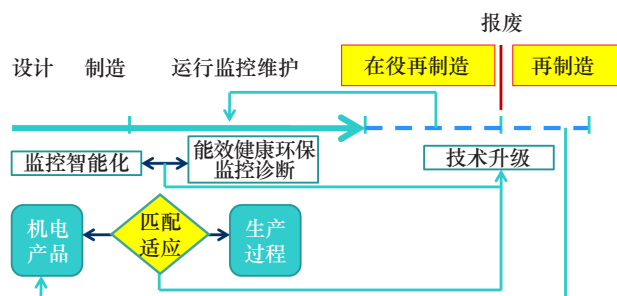 报废
设计 制造 运行监控维护 在役再制造 再制造
监控智能化 能效健康环保
监控诊断 技术升级
机电
产品
匹配
适应
生产
过程